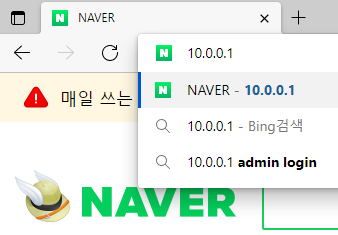 NAVER
10.0.0.1
NAVER - 10.0.0.1
10.0.0.1 - Bing검색
10.0.0.1 admin login
매일 쓰는
NAVER